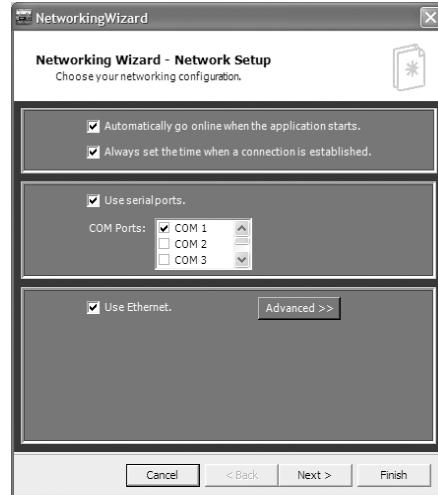 NetworkingWizard
Networking Wizard - Network Setup
Choose your networking configuration.
Automatically go online when the application starts.
Always set the time when a connection is established.
Use serial ports.
COM Ports:
COM 1
COM 2
COM 3
Use Ethernet.
Advanced >>
Cancel
< Back
Next >
Finish